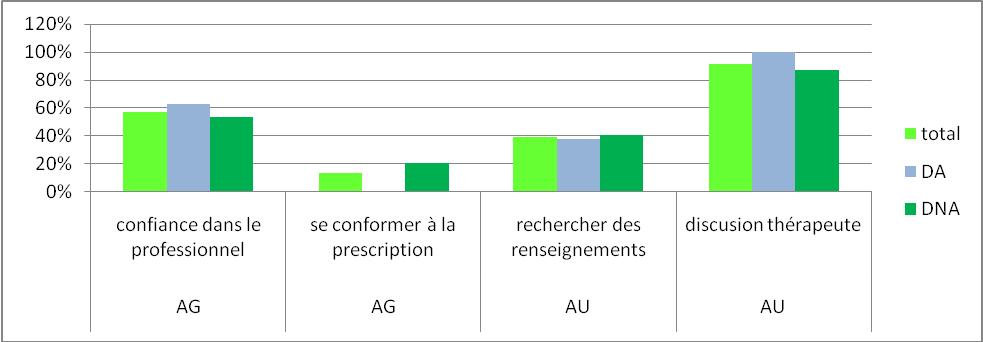 120%
100%
80%
60%
40%
20%
0%
confiance dans le
professionnel
se conformer à la
prescription
rechercher des
renseignements
discusion thérapeute
AG
AG
AU
AU
total
DA
DNA